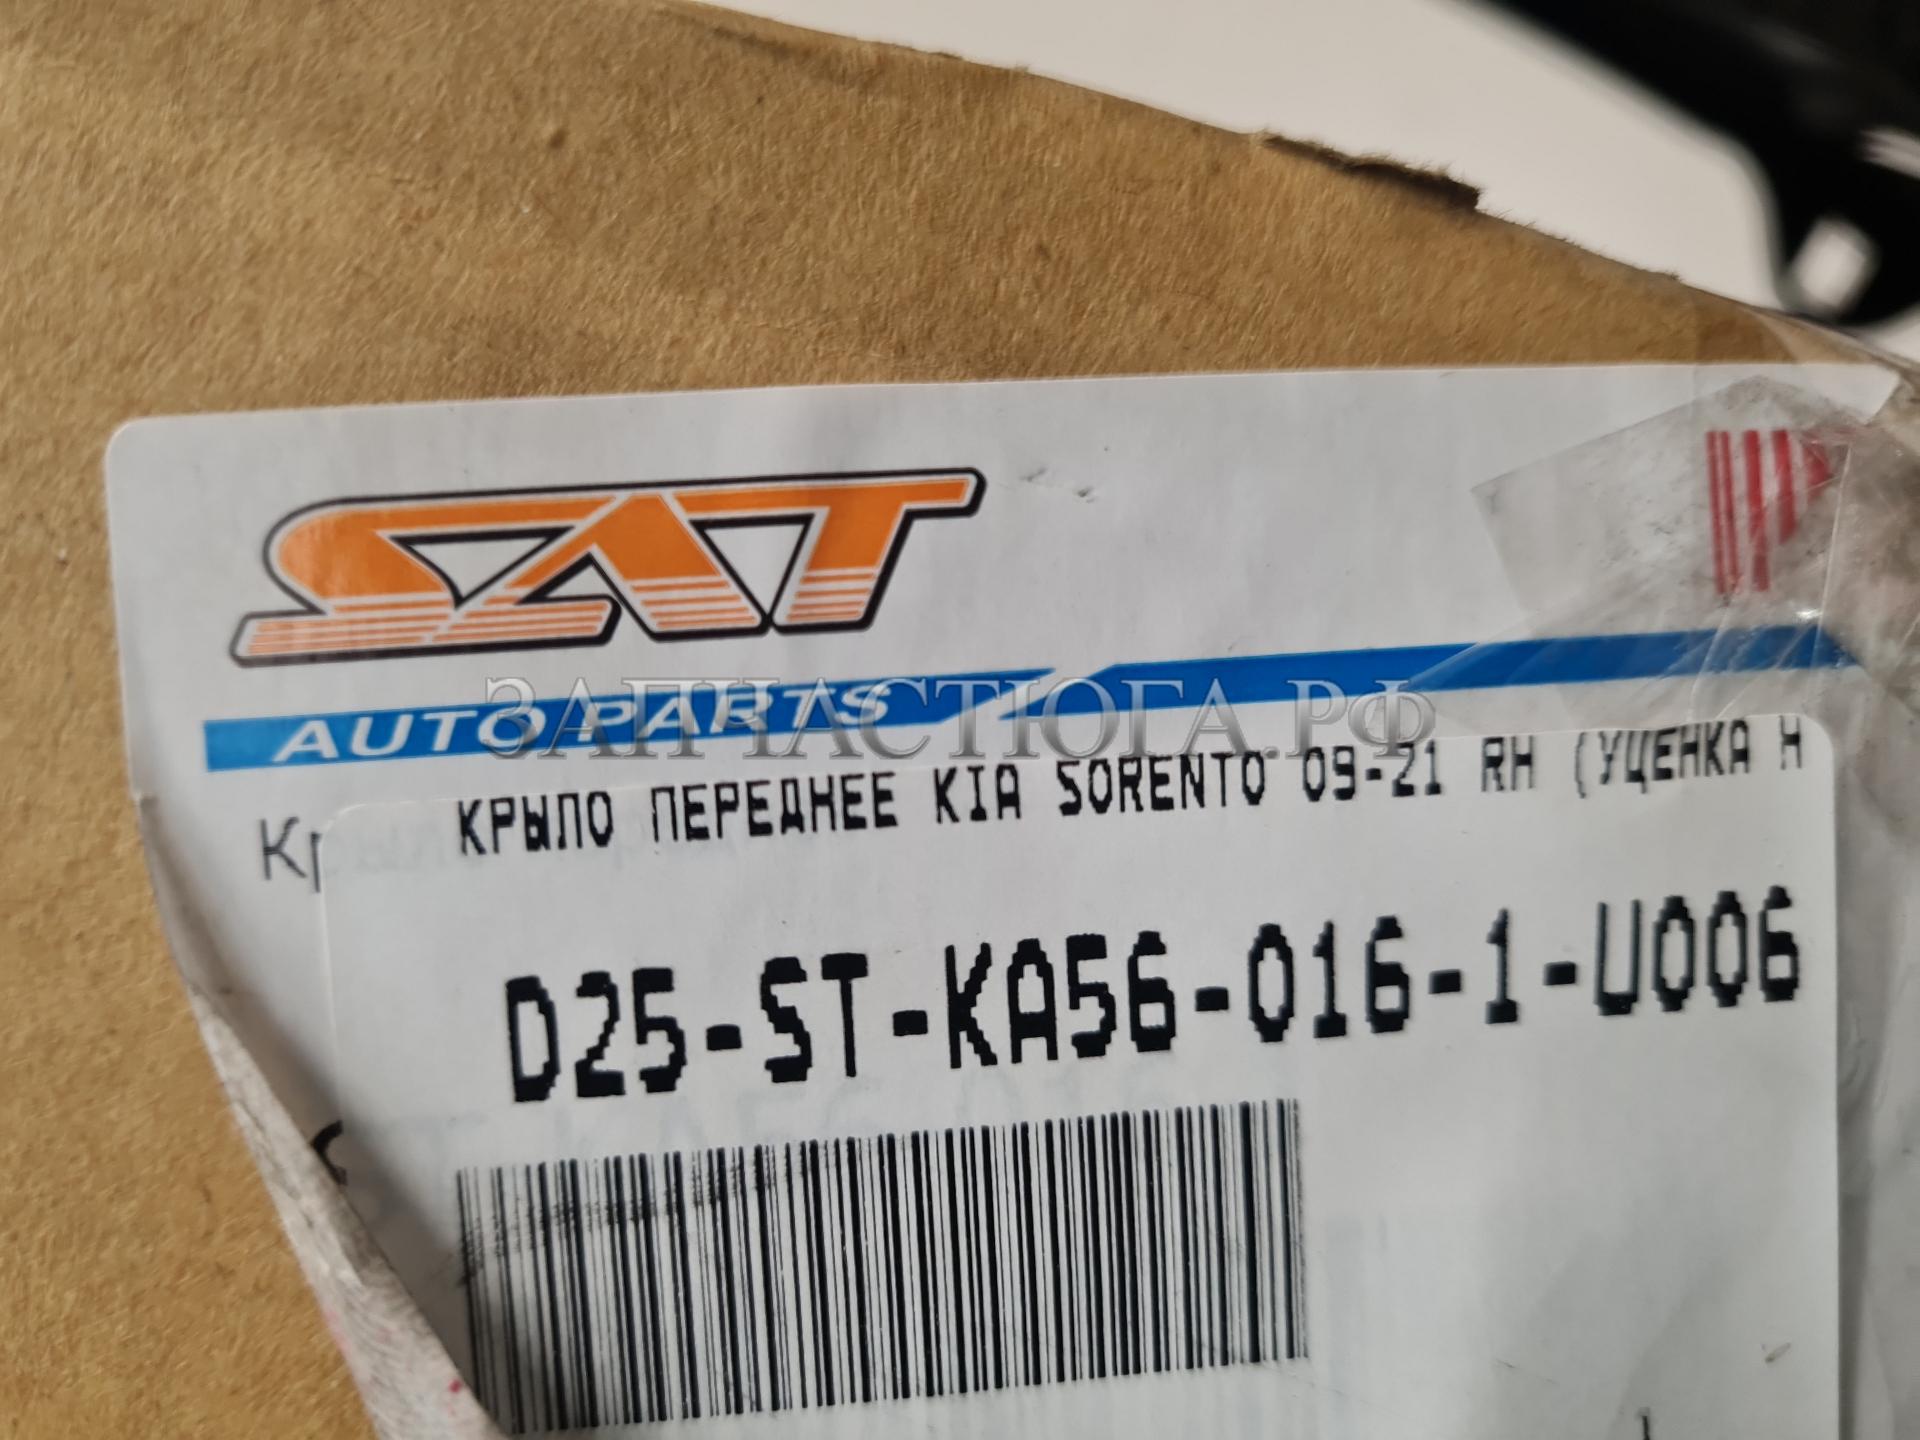 SAT
AUTO PARTS
ЗАПЧАСТЮГА.РФ
КРЫЛО ПЕРЕДНЕЕ KIA SORENTO 09-21 RH (УЦЕНКА Н
D25-ST-KA56-016-1-U006